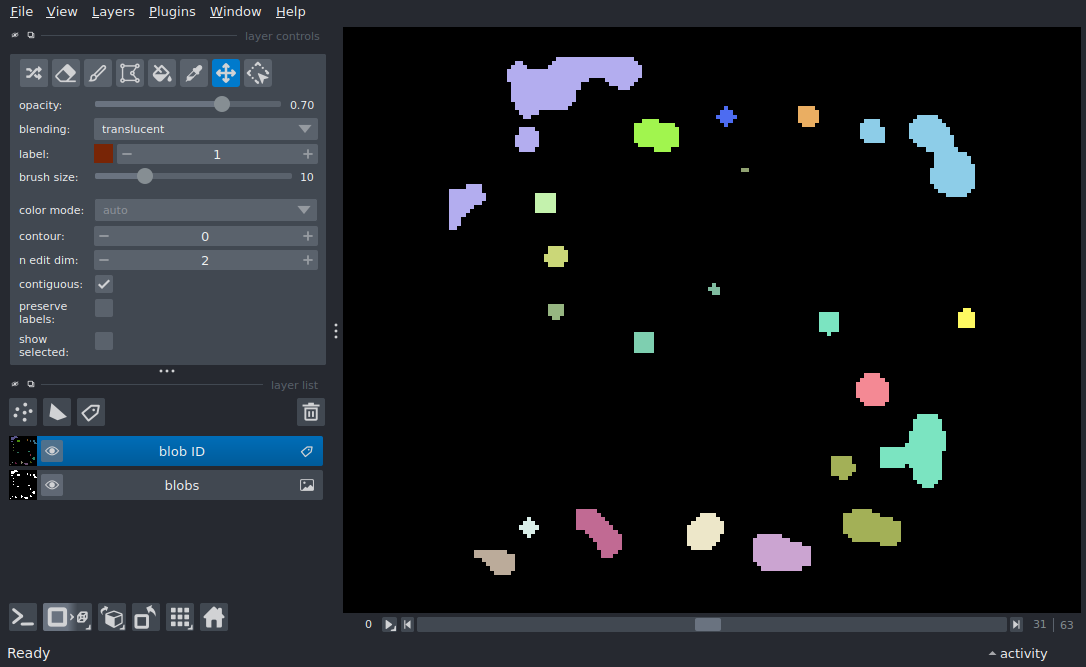 File View Layers Plugins Window Help
layer controls
opacity: 0.70
blending: translucent
label: 1
brush size: 10
color mode: auto
contour: 0
n edit dim: 2
contiguous:
preserve
labels:
show
selected:
layer list
blob ID
blobs
0 31 63
Ready activity